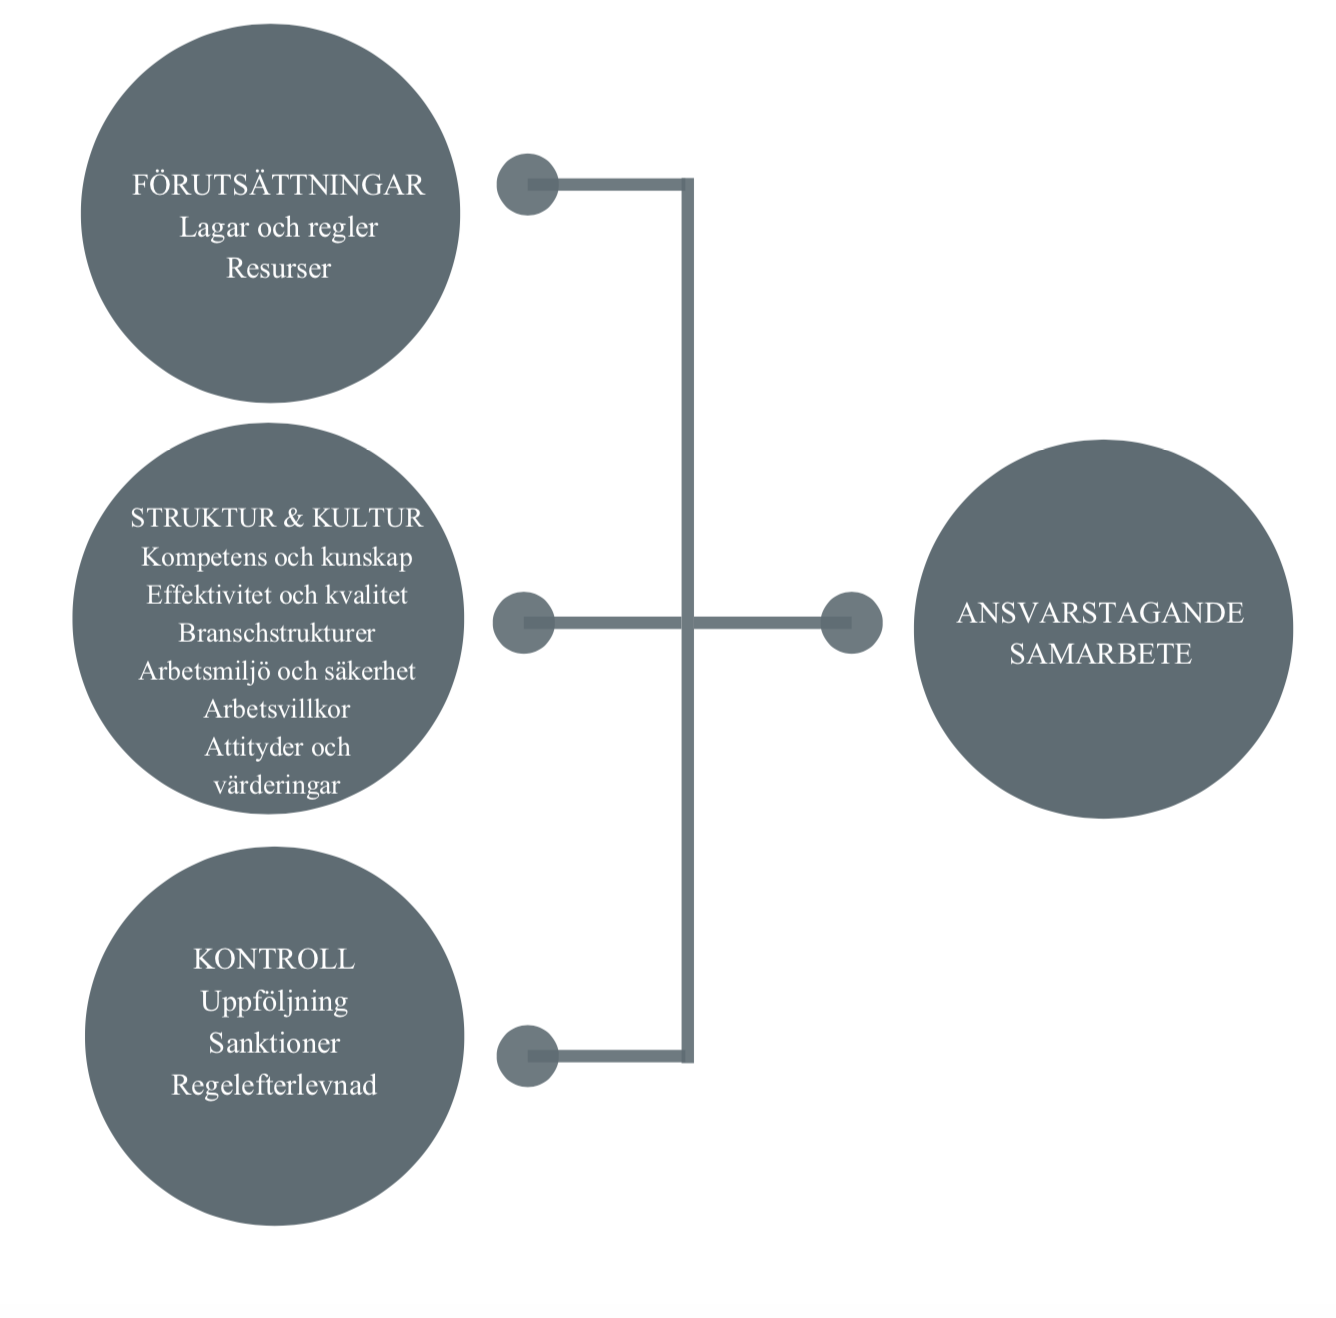 FÖRUTSÄTTNINGAR
Lagar och regler
Resurser
STRUKTUR & KULTUR
Kompetens och kunskap
Effektivitet och kvalitet
Branschstrukturer
Arbetsmiljö och säkerhet
Arbetsvillkor
Attityder och
värderingar
KONTROLL
Uppföljning
Sanktioner
Regelefterlevnad
ANSVARSTAGANDE
SAMARBETE